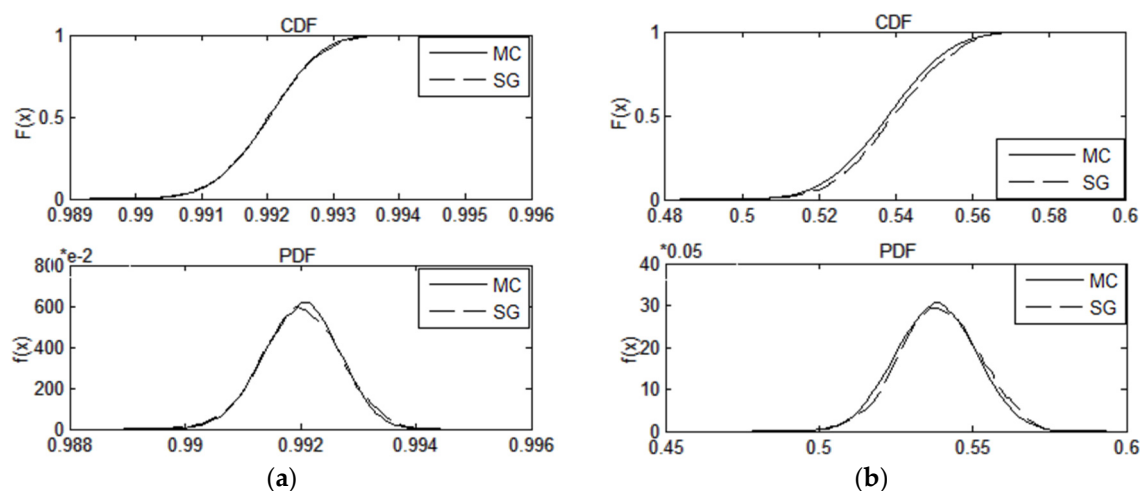 CDF
F(x)
1
0.5
0
MC
SG
0.989 0.99 0.991 0.992 0.993 0.994 0.995 0.996
*e-2
PDF
f(x)
800
600
400
200
0
MC
SG
0.988 0.99 0.992 0.994 0.996
(a)
CDF
F(x)
1
0.5
0
MC
SG
0.48 0.5 0.52 0.54 0.56 0.58 0.6
*0.05
PDF
f(x)
40
30
20
10
0
MC
SG
0.45 0.5 0.55 0.6
(b)